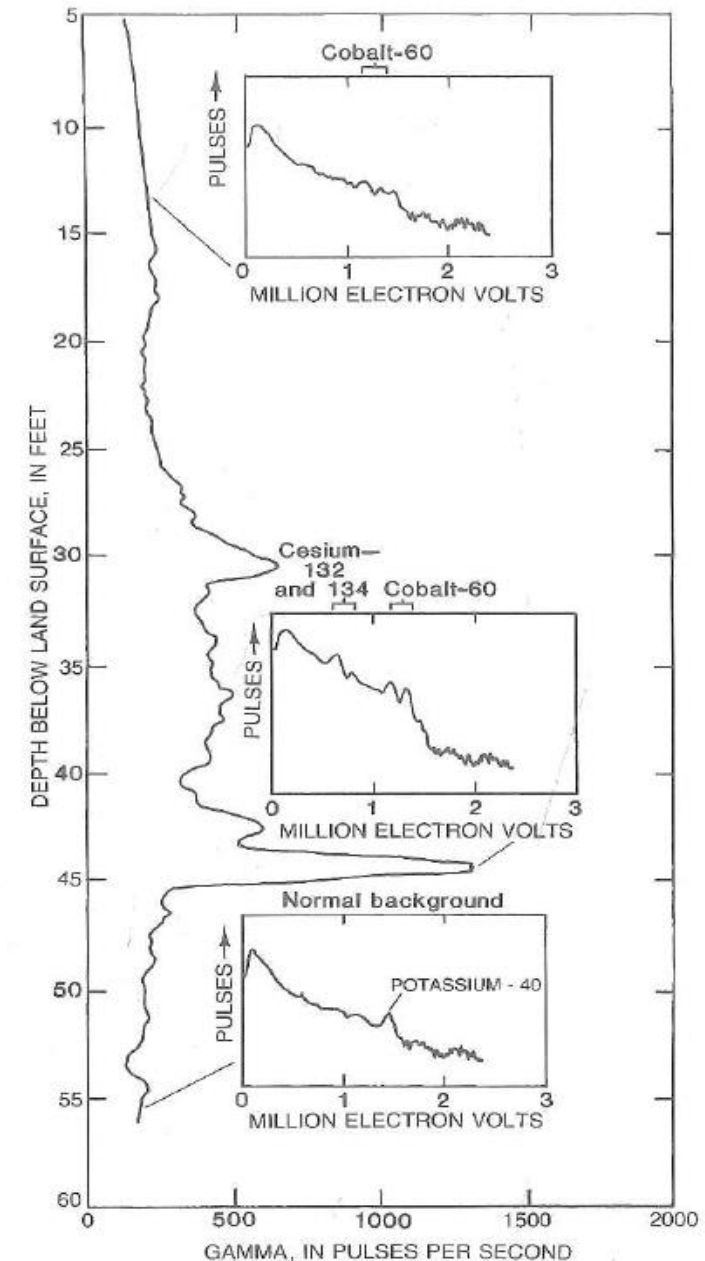 5
10
15
20
25
30
35
40
45
50
55
60
DEPTH BELOW LAND SURFACE, IN FEET
Cobalt-60
PULSES
0 1 2 3
MILLION ELECTRON VOLTS
Cesium—
132
and 134 Cobalt-60
PULSES
0 1 2 3
MILLION ELECTRON VOLTS
Normal background
POTASSIUM - 40
PULSES
0 1 2 3
MILLION ELECTRON VOLTS
0 500 1000 1500 2000
GAMMA, IN PULSES PER SECOND